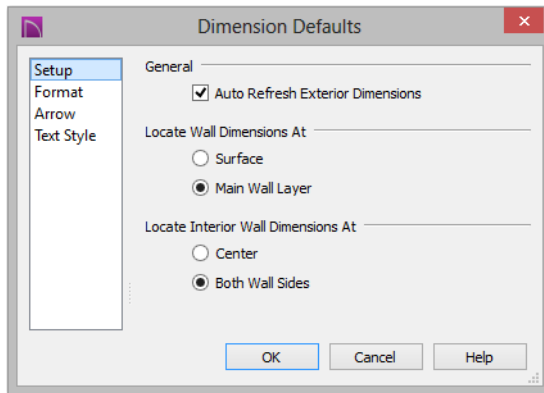 Dimension Defaults
Setup
Format
Arrow
Text Style
General
Auto Refresh Exterior Dimensions
Locate Wall Dimensions At
Surface
Main Wall Layer
Locate Interior Wall Dimensions At
Center
Both Wall Sides
OK
Cancel
Help